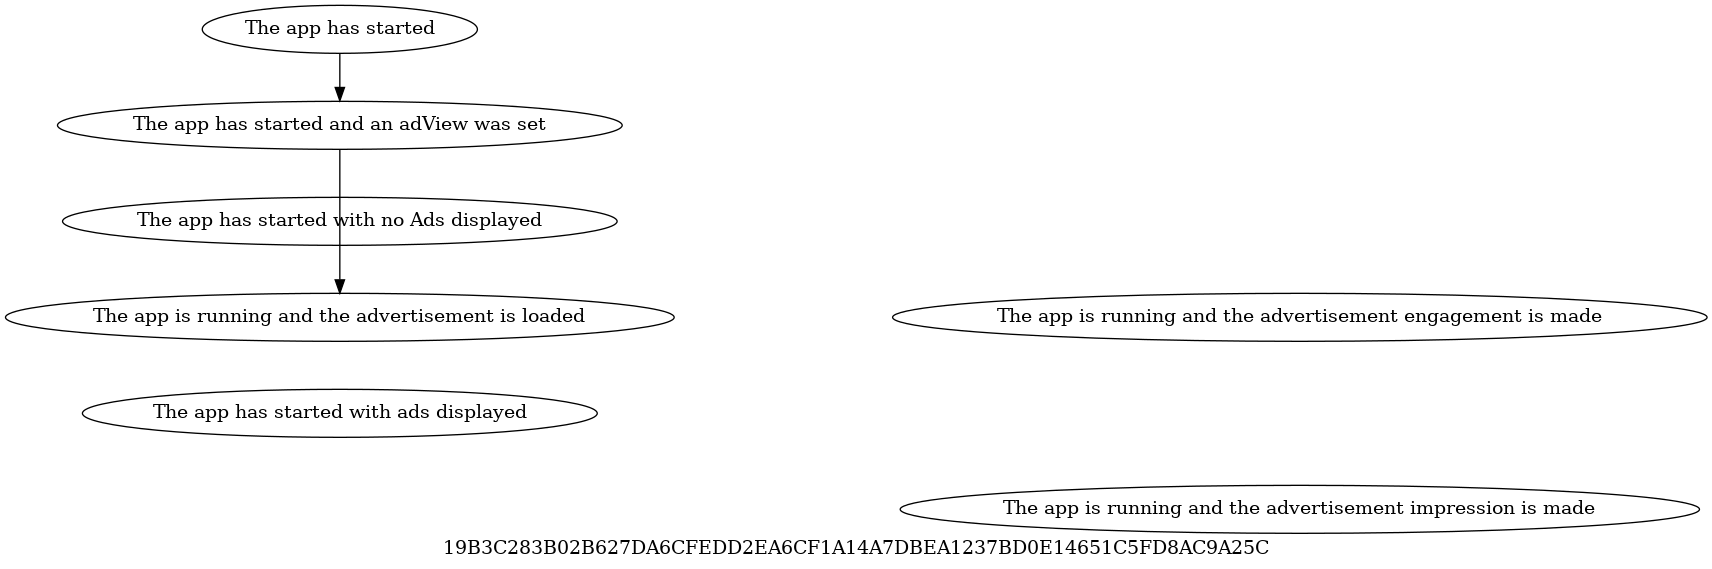 The app has started
The app has started and an adView was set
The app has started with no Ads displayed
The app is running and the advertisement is loaded
The app is running and the advertisement engagement is made
The app has started with ads displayed
The app is running and the advertisement impression is made
19B3C283B02B627DA6CFEDD2EA6CF1A14A7DBEA1237BD0E14651C5FD8AC9A25C